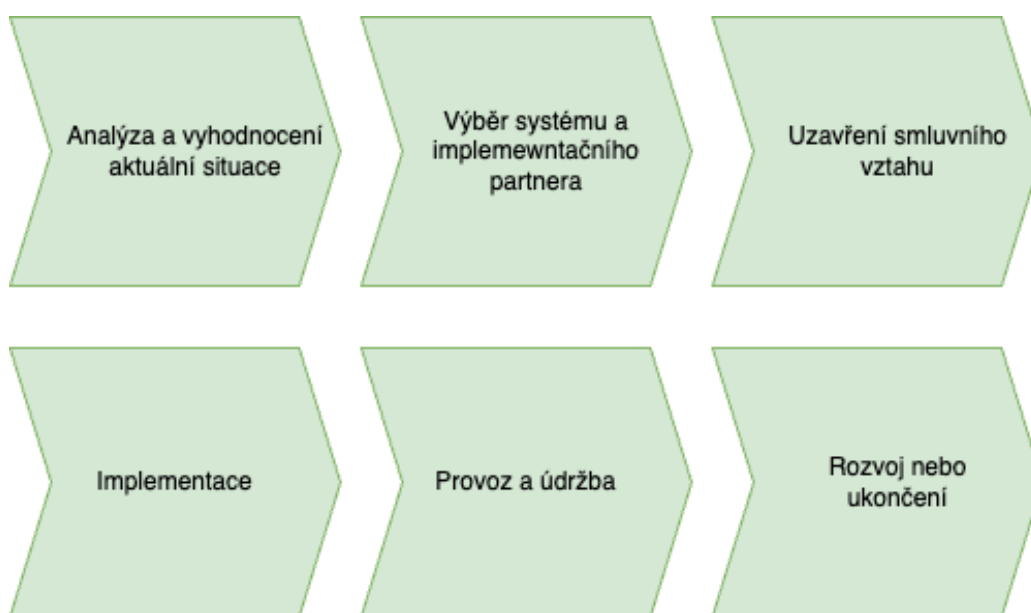 Analýza a vyhodnocení
aktuální situace
Výběr systému a
implemewntačního
partnera
Uzavření smluvního
vztahu
Implementace
Provoz a údržba
Rozvoj nebo
ukončení